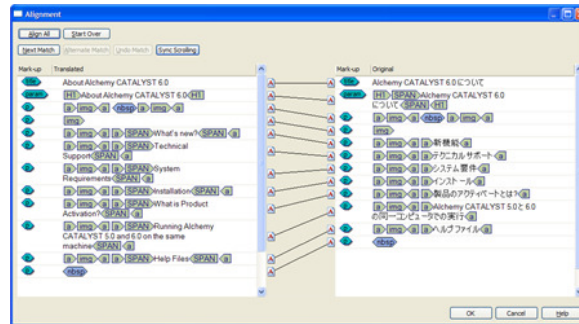 Alignment
Align All
Start Over
Next Match
Alternate Match
Undo Match
Sync Scrolling
Mark-up Translated
title About Alchemy CATALYST 6.0
param H1 About Alchemy CATALYST 6.0 H1
a img a nbsp a img a
img
a img a a SPAN What's new? SPAN a
a img a a SPAN Technical
Support SPAN a
a img a a SPAN System
Requirements SPAN a
a img a a SPAN Installation SPAN a
a img a a SPAN What is Product
Activation? SPAN a
a img a a SPAN Running Alchemy
CATALYST 5.0 and 6.0 on the same
machine SPAN a
a img a a SPAN Help Files SPAN a
nbsp
Mark-up Original
title Alchemy CATALYST 6.0について
param H1 SPAN Alchemy CATALYST 6.0
について SPAN H1
a img a nbsp a img a
img
a img a a 新機能 a
a img a a テクニカルサポート a
a img a a システム要件 a
a img a a インストール a
a img a a 製品のアクティベートとは? a
a img a a Alchemy CATALYST 5.0と 6.0
の同一コンピュータでの実行 a
a img a a ヘルプファイル a
nbsp
OK
Cancel
Help